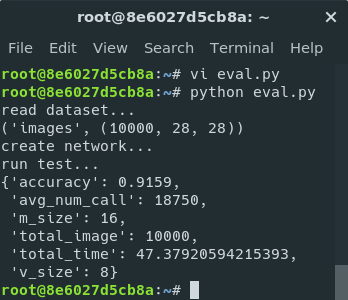 root@8e6027d5cb8a: ~
File Edit View Search Terminal Help
root@8e6027d5cb8a:~# vi eval.py
root@8e6027d5cb8a:~# python eval.py
read dataset...
('images', (10000, 28, 28))
create network...
run test...
{'accuracy': 0.9159,
 'avg_num_call': 18750,
 'm_size': 16,
 'total_image': 10000,
 'total_time': 47.37920594215393,
 'v_size': 8}
root@8e6027d5cb8a:~#